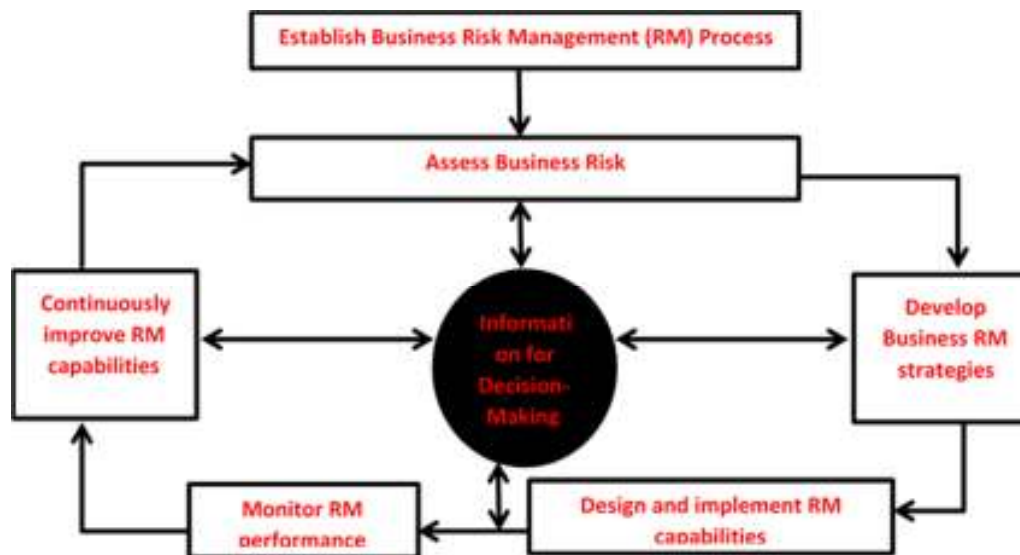 Establish Business Risk Management (RM) Process
Assess Business Risk
Continuously
improve RM
capabilities
Informati
on for
Decision-
Making
Develop
Business RM
strategies
Monitor RM
performance
Design and implement RM
capabilities